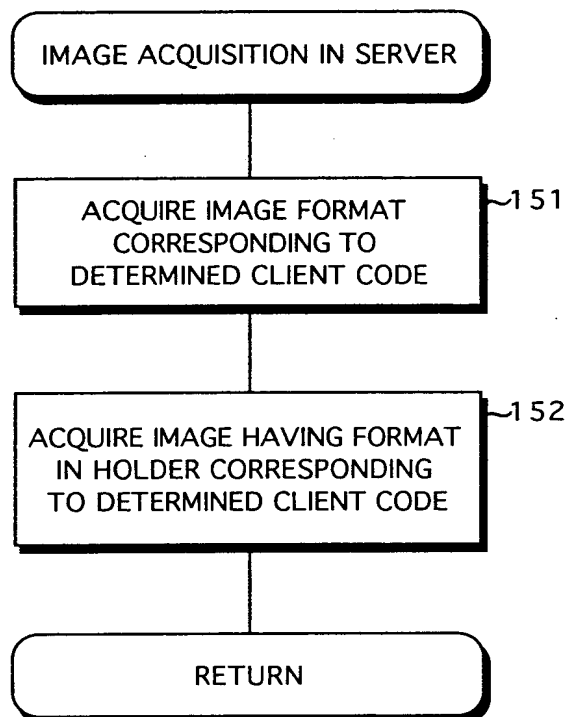 IMAGE ACQUISITION IN SERVER
151
ACQUIRE IMAGE FORMAT
CORRESPONDING TO
DETERMINED CLIENT CODE
152
ACQUIRE IMAGE HAVING FORMAT
IN HOLDER CORRESPONDING
TO DETERMINED CLIENT CODE
RETURN